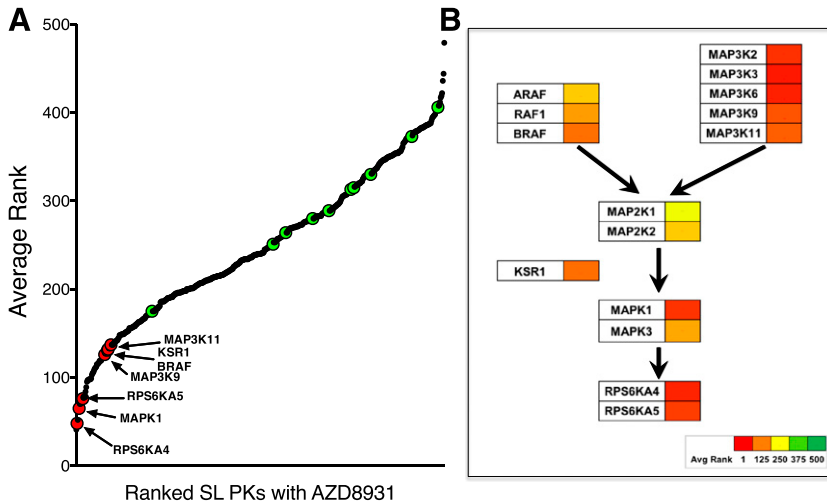 A
500
400
300
200
100
0
Average Rank
MAP3K11
KSR1
BRAF
MAP3K9
RPS6KA5
MAPK1
RPS6KA4
Ranked SL PKs with AZD8931
B
MAP3K2
MAP3K3
MAP3K6
MAP3K9
MAP3K11
ARAF
RAF1
BRAF
MAP2K1
MAP2K2
KSR1
MAPK1
MAPK3
RPS6KA4
RPS6KA5
Avg Rank 1 125 250 375 500